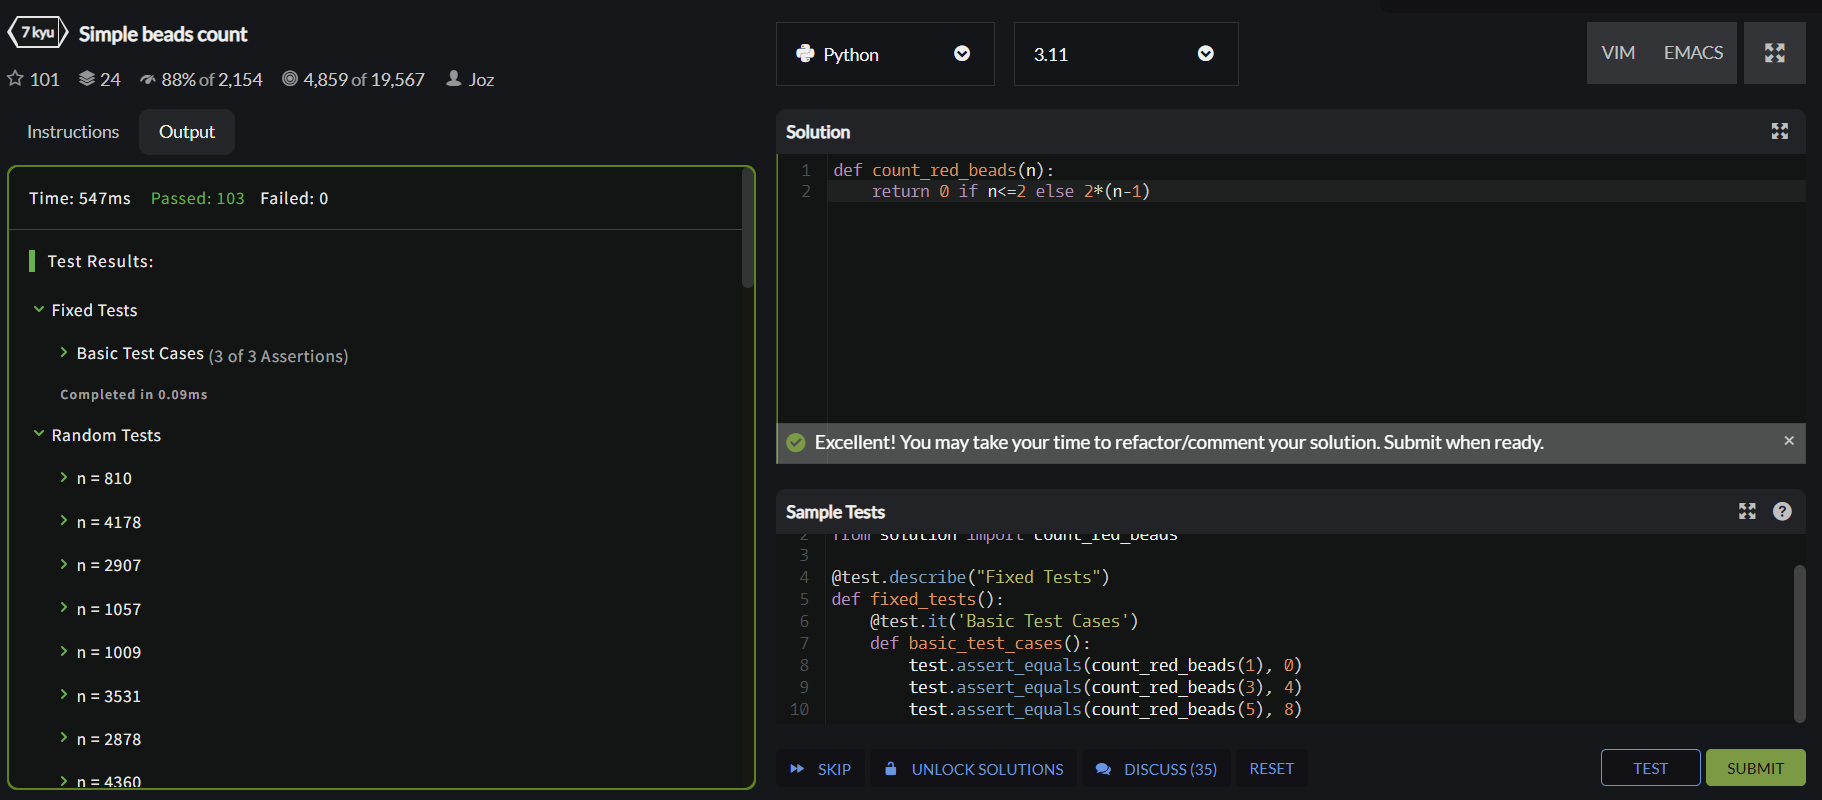 7 kyu Simple beads count
101 24 88% of 2,154 4,859 of 19,567 Joz
Instructions Output
Time: 547ms Passed: 103 Failed: 0
Test Results:
Fixed Tests
Basic Test Cases (3 of 3 Assertions)
Completed in 0.09ms
Random Tests
n = 810
n = 4178
n = 2907
n = 1057
n = 1009
n = 3531
n = 2878
n = 4360
Python 3.11 VIM EMACS
Solution
1 def count_red_beads(n):
2 return 0 if n<=2 else 2*(n-1)
Excellent! You may take your time to refactor/comment your solution. Submit when ready. ×
Sample Tests ?
2 from solution import count_red_beads
3
4 @test.describe("Fixed Tests")
5 def fixed_tests():
6 @test.it('Basic Test Cases')
7 def basic_test_cases():
8 test.assert_equals(count_red_beads(1), 0)
9 test.assert_equals(count_red_beads(3), 4)
10 test.assert_equals(count_red_beads(5), 8)
SKIP UNLOCK SOLUTIONS DISCUSS (35) RESET TEST SUBMIT